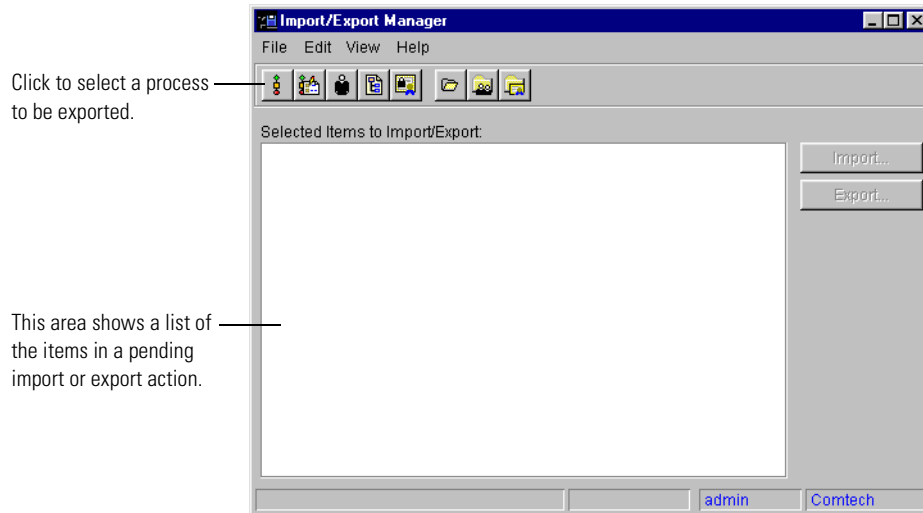 Import/Export Manager
File Edit View Help
Click to select a process
to be exported.
Selected Items to Import/Export:
Import...
Export...
This area shows a list of
the items in a pending
import or export action.
admin
Comtech